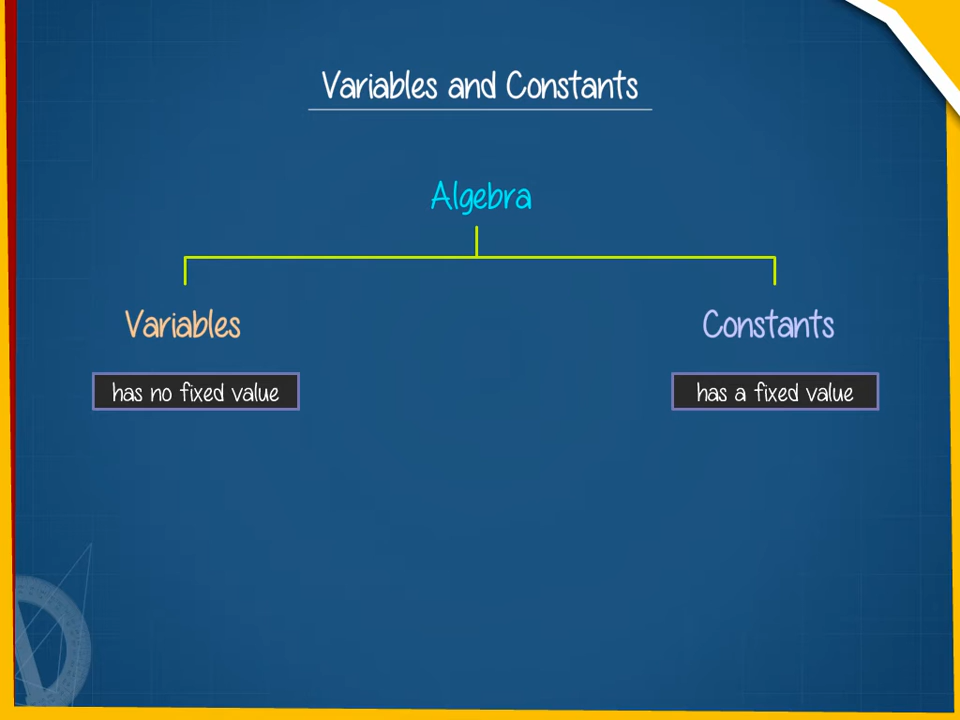 Variables and Constants
Algebra
Variables
Constants
has no fixed value
has a fixed value